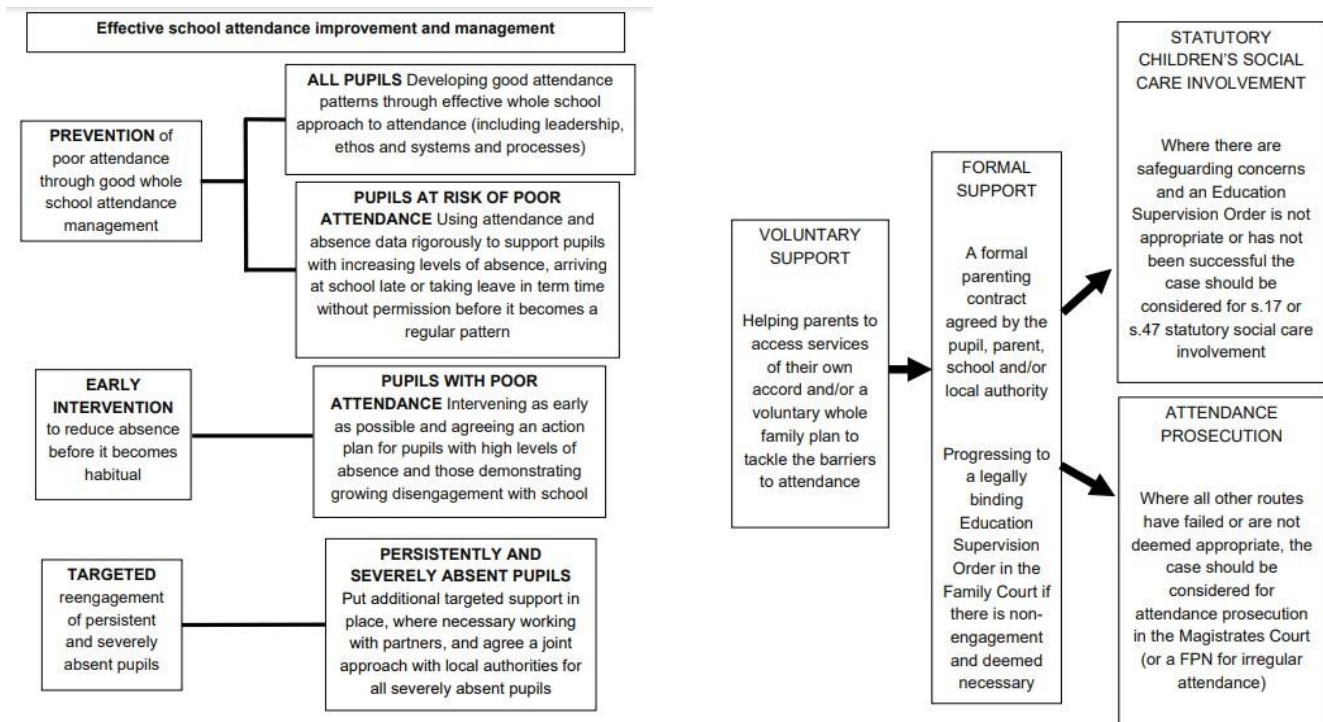 Effective school attendance improvement and management
PREVENTION of
poor attendance
through good whole
school attendance
management
ALL PUPILS Developing good attendance
patterns through effective whole school
approach to attendance (including leadership,
ethos and systems and processes)
PUPILS AT RISK OF POOR
ATTENDANCE Using attendance and
absence data rigorously to support pupils
with increasing levels of absence, arriving
at school late or taking leave in term time
without permission before it becomes a
regular pattern
EARLY
INTERVENTION
to reduce absence
before it becomes
habitual
PUPILS WITH POOR
ATTENDANCE Intervening as early
as possible and agreeing an action
plan for pupils with high levels of
absence and those demonstrating
growing disengagement with school
TARGETED
reengagement
of persistent
and severely
absent pupils
PERSISTENTLY AND
SEVERELY ABSENT PUPILS
Put additional targeted support in
place, where necessary working
with partners, and agree a joint
approach with local authorities for
all severely absent pupils
VOLUNTARY
SUPPORT
Helping parents to
access services
of their own
accord and/or a
voluntary whole
family plan to
tackle the barriers
to attendance
FORMAL
SUPPORT
A formal
parenting
contract
agreed by the
pupil, parent,
school and/or
local authority
Progressing to
a legally
binding
Education
Supervision
Order in the
Family Court if
there is non-
engagement
and deemed
necessary
STATUTORY
CHILDREN'S SOCIAL
CARE INVOLVEMENT
Where there are
safeguarding concerns
and an Education
Supervision Order is not
appropriate or has not
been successful the
case should be
considered for s.17 or
s.47 statutory social care
involvement
ATTENDANCE
PROSECUTION
Where all other routes
have failed or are not
deemed appropriate, the
case should be
considered for
attendance prosecution
in the Magistrates Court
(or a FPN for irregular
attendance)